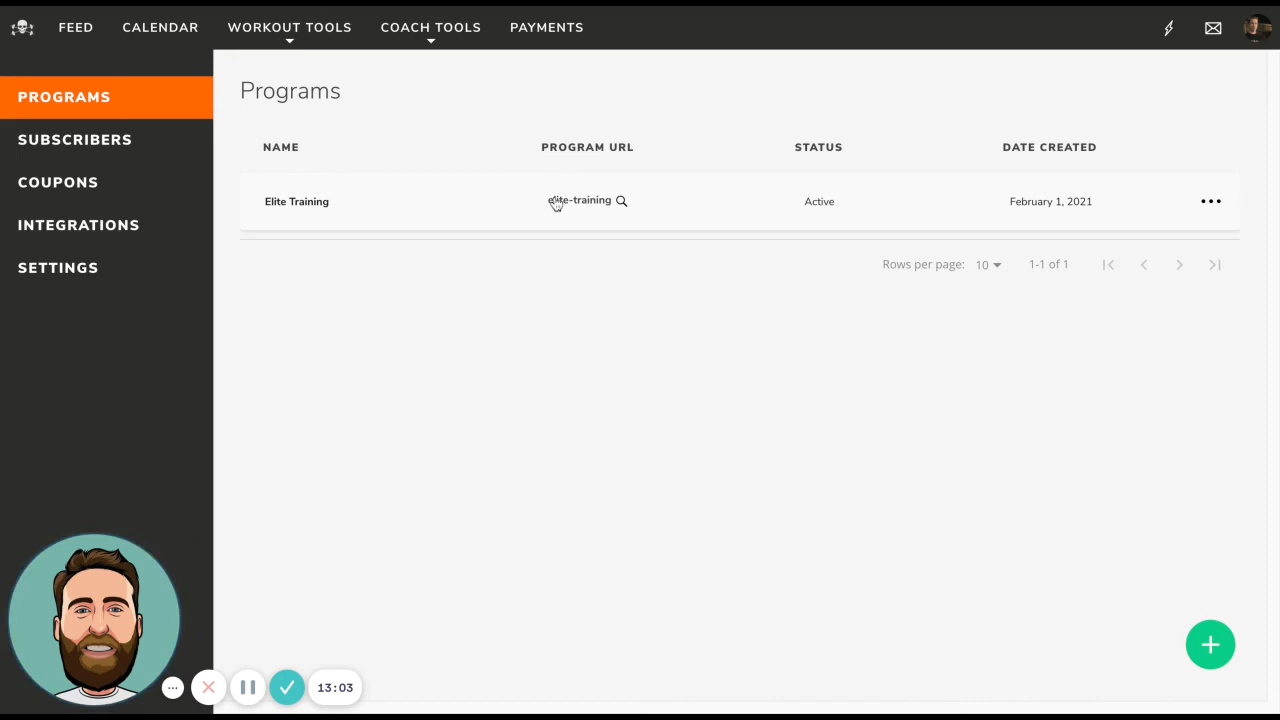 FEED CALENDAR WORKOUT TOOLS COACH TOOLS PAYMENTS
PROGRAMS
SUBSCRIBERS
COUPONS
INTEGRATIONS
SETTINGS
Programs
NAME PROGRAM URL STATUS DATE CREATED
Elite Training elite-training Active February 1, 2021
Rows per page: 10 1-1 of 1
13:03